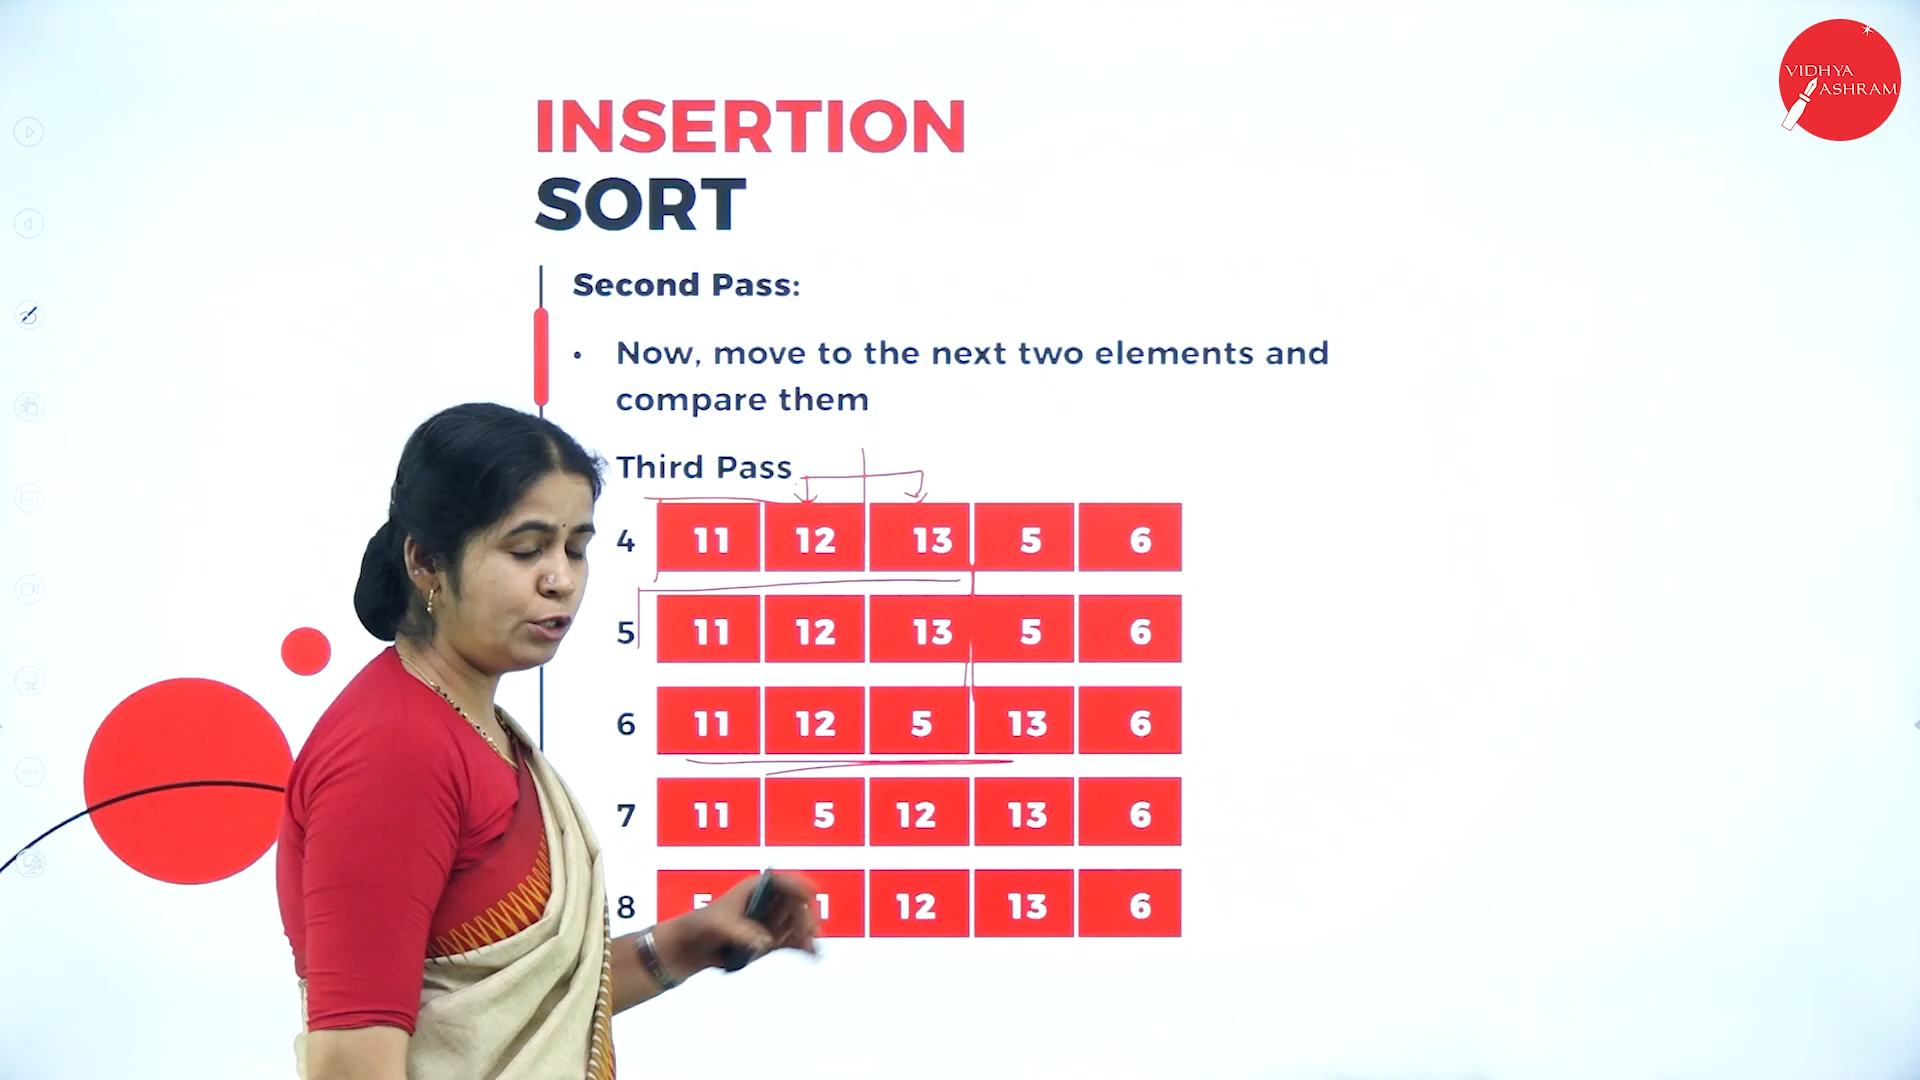 VIDHYA
ASHRAM
INSERTION
SORT
Second Pass:
• Now, move to the next two elements and
compare them
Third Pass
4 11 12 13 5 6
5 11 12 13 5 6
6 11 12 5 13 6
7 11 5 12 13 6
8 12 13 6